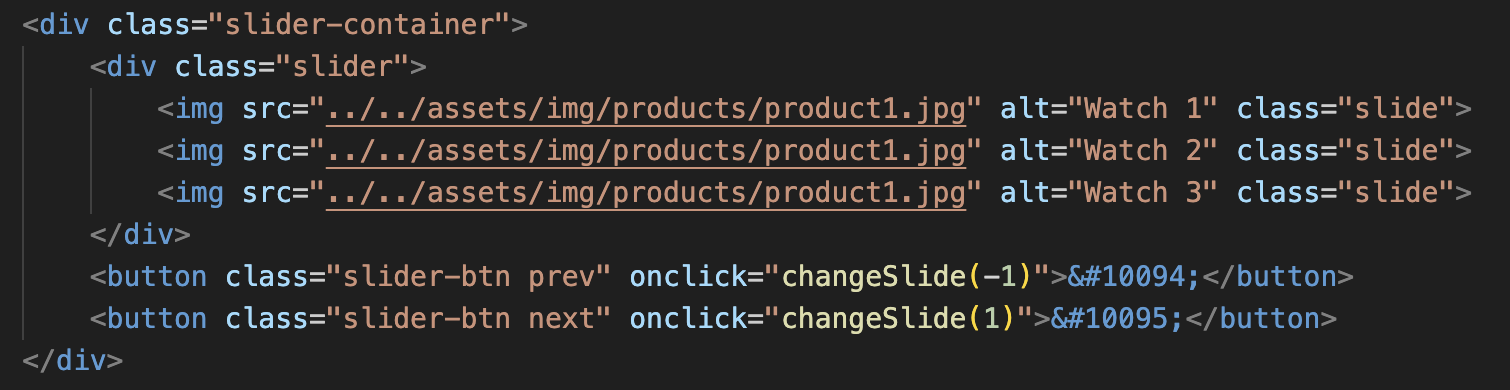 <div class="slider-container">
<div class="slider">
<img src="../../assets/img/products/product1.jpg" alt="Watch 1" class="slide">
<img src="../../assets/img/products/product1.jpg" alt="Watch 2" class="slide">
<img src="../../assets/img/products/product1.jpg" alt="Watch 3" class="slide">
</div>
<button class="slider-btn prev" onclick="changeSlide(-1)">&#10094;</button>
<button class="slider-btn next" onclick="changeSlide(1)">&#10095;</button>
</div>